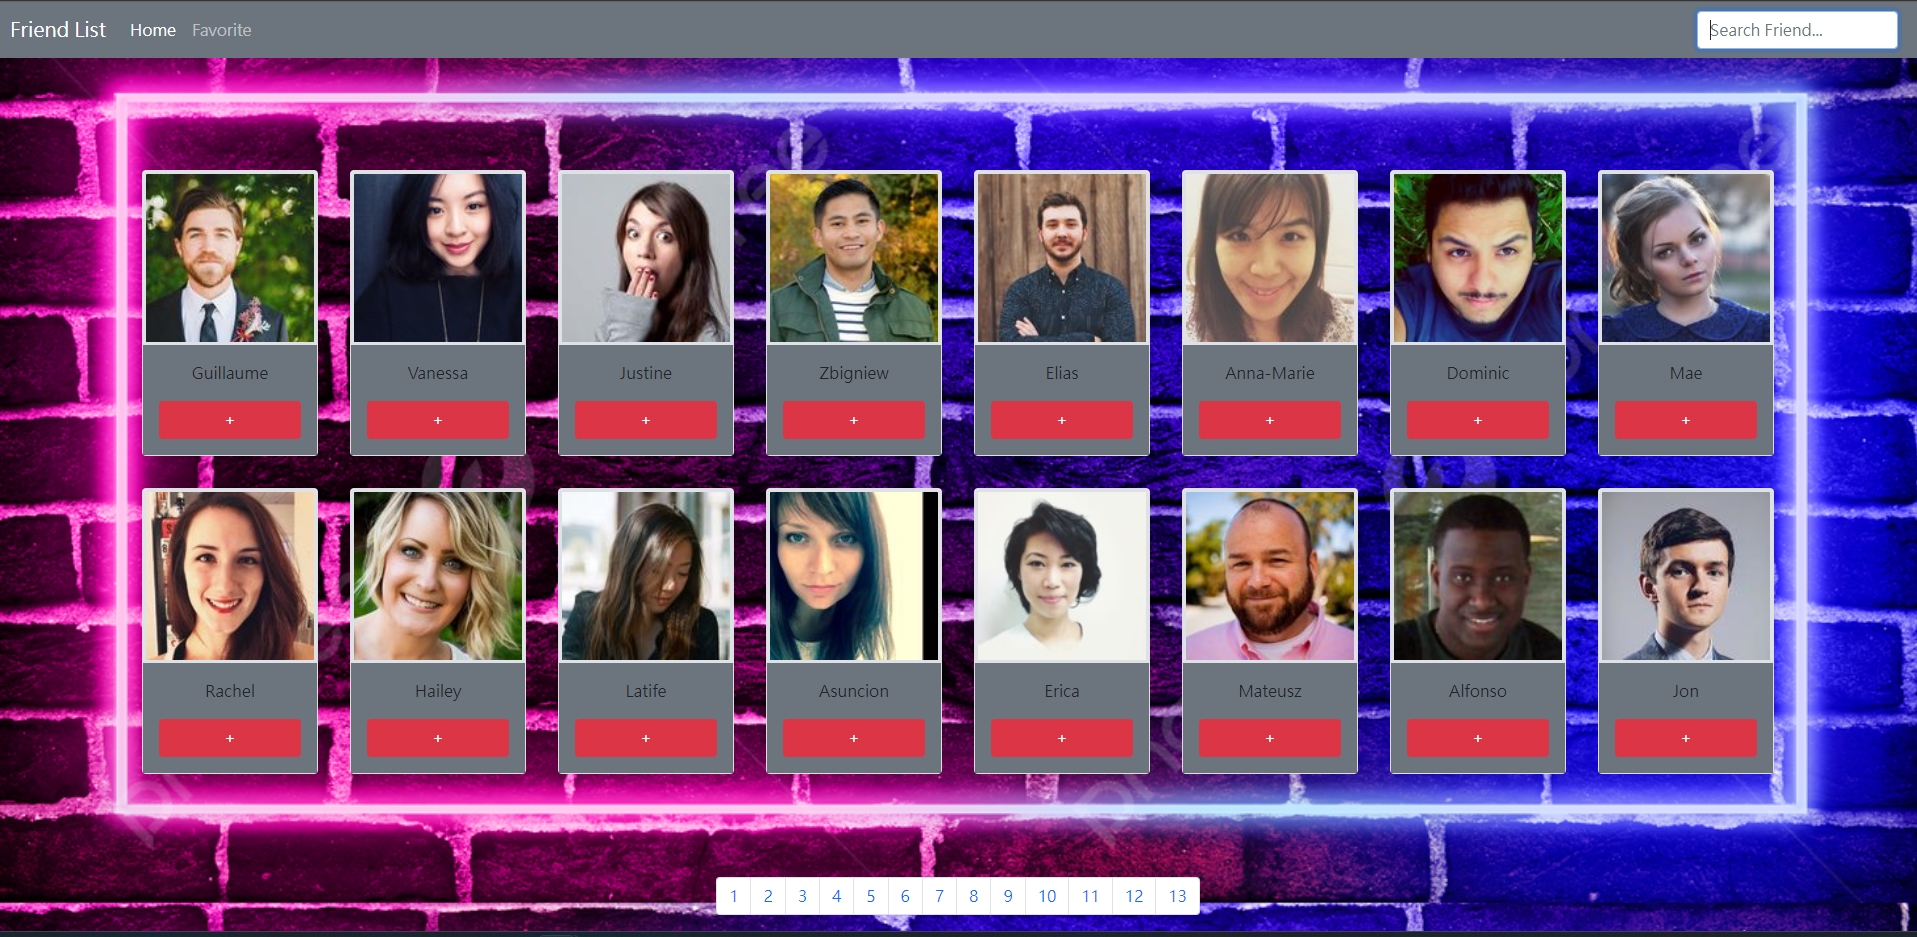 Friend List Home Favorite Search Friend...
Guillaume Vanessa Justine Zbigniew Elias Anna-Marie Dominic Mae
+ + + + + + + +
Rachel Hailey Latife Asuncion Erica Mateusz Alfonso Jon
+ + + + + + + +
1 2 3 4 5 6 7 8 9 10 11 12 13